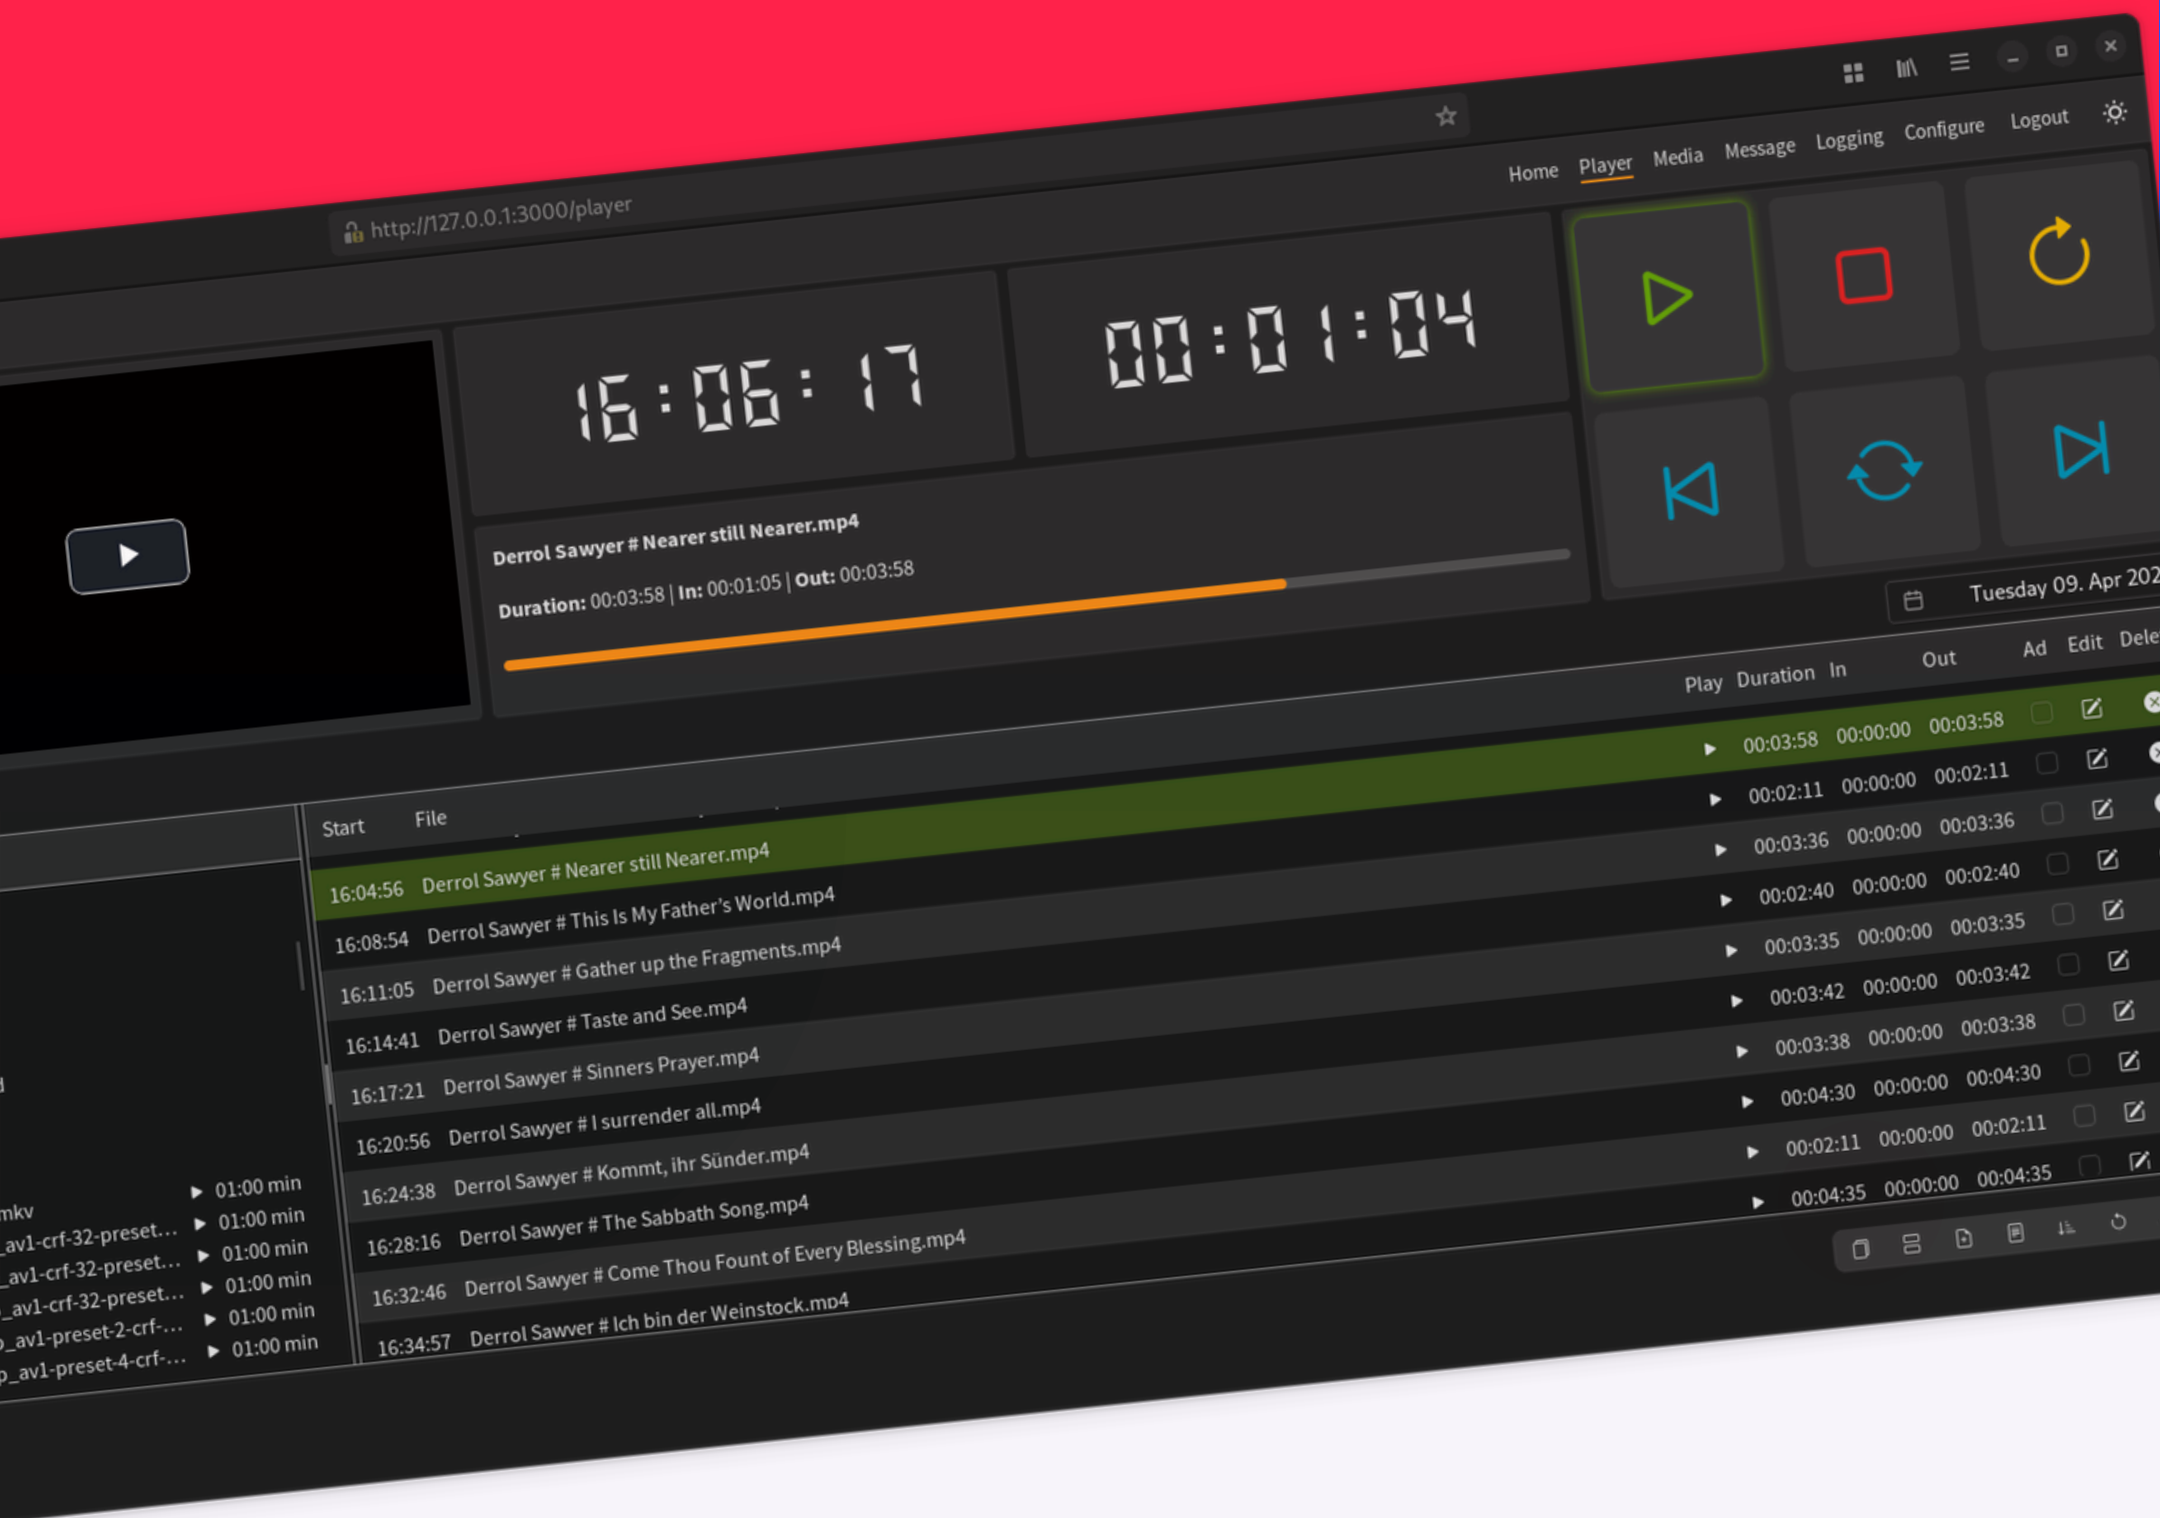 http://127.0.0.1:3000/player
Home Player Media Message Logging Configure Logout
16:06:17
00:01:04
Derrol Sawyer # Nearer still Nearer.mp4
Duration: 00:03:58 | In: 00:01:05 | Out: 00:03:58
Tuesday 09. Apr 202
Start File Play Duration In Out Ad Edit Dele
16:04:56 Derrol Sawyer # Nearer still Nearer.mp4 00:03:58 00:00:00 00:03:58
16:08:54 Derrol Sawyer # This Is My Father's World.mp4 00:02:11 00:00:00 00:02:11
16:11:05 Derrol Sawyer # Gather up the Fragments.mp4 00:03:36 00:00:00 00:03:36
16:14:41 Derrol Sawyer # Taste and See.mp4 00:02:40 00:00:00 00:02:40
16:17:21 Derrol Sawyer # Sinners Prayer.mp4 00:03:35 00:00:00 00:03:35
16:20:56 Derrol Sawyer # I surrender all.mp4 00:03:42 00:00:00 00:03:42
16:24:38 Derrol Sawyer # Kommt, ihr Sünder.mp4 00:03:38 00:00:00 00:03:38
16:28:16 Derrol Sawyer # The Sabbath Song.mp4 00:04:30 00:00:00 00:04:30
16:32:46 Derrol Sawyer # Come Thou Fount of Every Blessing.mp4 00:02:11 00:00:00 00:02:11
16:34:57 Derrol Sawyer # Ich bin der Weinstock.mp4 00:04:35 00:00:00 00:04:35
mkv 01:00 min
_av1-crf-32-preset... 01:00 min
_av1-crf-32-preset... 01:00 min
_av1-crf-32-preset... 01:00 min
_av1-preset-2-crf-... 01:00 min
p_av1-preset-4-crf-... 01:00 min